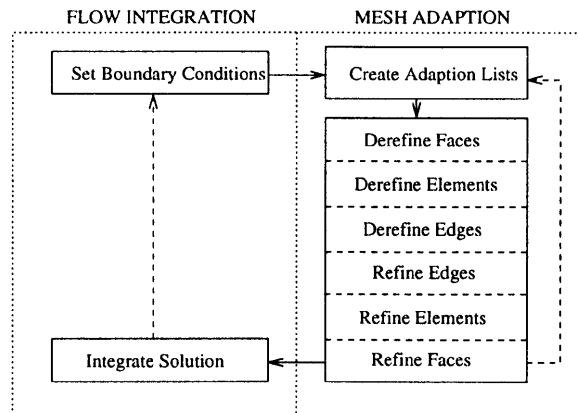 FLOW INTEGRATION
MESH ADAPTION
Set Boundary Conditions
Create Adaption Lists
Derefine Faces
Derefine Elements
Derefine Edges
Refine Edges
Refine Elements
Refine Faces
Integrate Solution